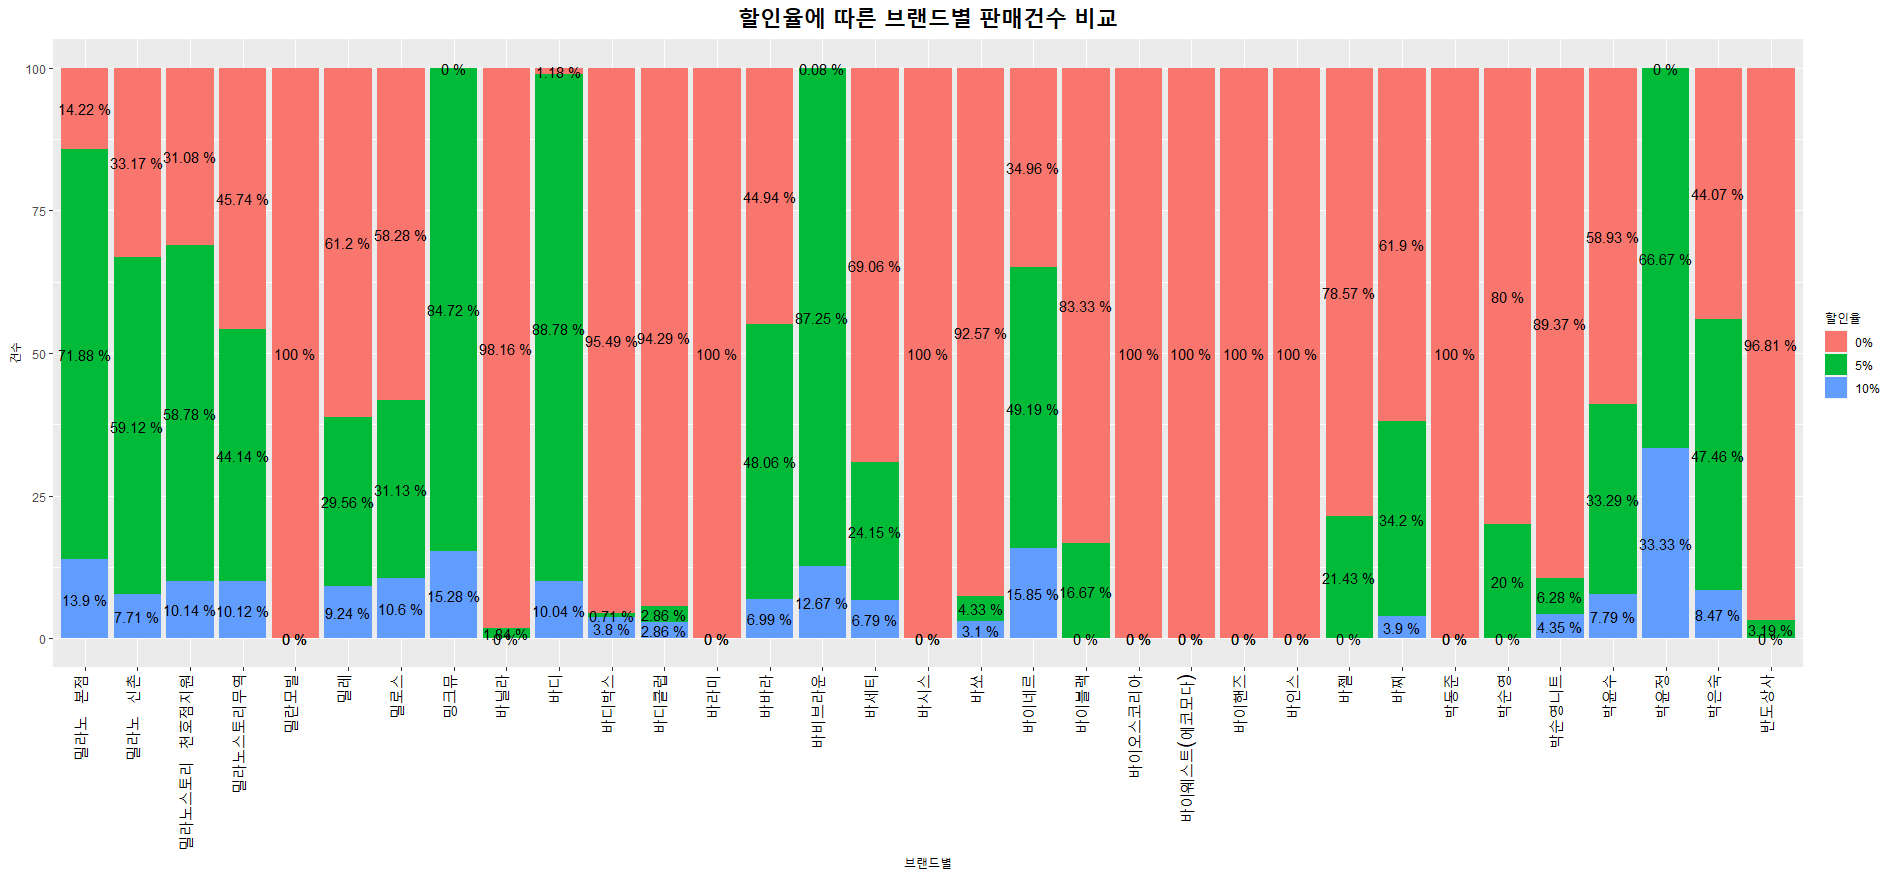 할인율에 따른 브랜드별 판매건수 비교
건수
100
75
50
25
0
14.22 %
71.88 %
13.9 %
33.17 %
59.12 %
7.71 %
31.08 %
58.78 %
10.14 %
45.74 %
44.14 %
10.12 %
100 %
0 %
61.2 %
29.56 %
9.24 %
58.28 %
31.13 %
10.6 %
0 %
84.72 %
15.28 %
98.16 %
1.84 %
0 %
1.18 %
88.78 %
10.04 %
95.49 %
0.71 %
3.8 %
94.29 %
2.86 %
2.86 %
100 %
0 %
44.94 %
48.06 %
6.99 %
0.08 %
87.25 %
12.67 %
69.06 %
24.15 %
6.79 %
100 %
0 %
92.57 %
4.33 %
3.1 %
34.96 %
49.19 %
15.85 %
83.33 %
16.67 %
0 %
100 %
0 %
100 %
0 %
100 %
0 %
100 %
0 %
78.57 %
21.43 %
0 %
61.9 %
34.2 %
3.9 %
100 %
0 %
80 %
20 %
0 %
89.37 %
6.28 %
4.35 %
58.93 %
33.29 %
7.79 %
0 %
66.67 %
33.33 %
44.07 %
47.46 %
8.47 %
96.81 %
3.19 %
0 %
밀라노 본점
밀라노 신촌
밀라노스토리 천호점지원
밀라노스토리무역
밀란모빌
밀래
밀로스
밍크뮤
바닐라
바디
바디박스
바디클럽
바라미
바바라
바비브라운
바세티
바시스
바쏘
바이네르
바이블랙
바이오스코리아
바이웨스트(에코모다)
바이핸즈
바인스
바젤
바찌
박동준
박순영
박순영니트
박윤수
박윤정
박은숙
반도상사
브랜드별
할인율
0%
5%
10%